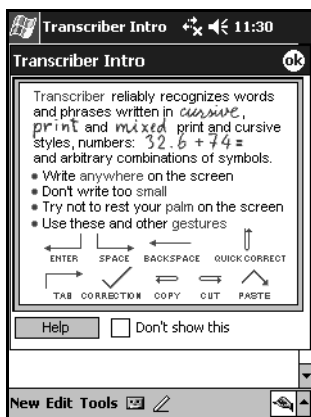 Transcriber Intro 11:30
Transcriber Intro ok
Transcriber reliably recognizes words
and phrases written in cursive,
print and mixed print and cursive
styles, numbers: 32.6 + 74 =
and arbitrary combinations of symbols.
• Write anywhere on the screen
• Don't write too small
• Try not to rest your palm on the screen
• Use these and other gestures
ENTER SPACE BACKSPACE QUICK CORRECT
TAB CORRECTION COPY CUT PASTE
Help Don't show this
New Edit Tools